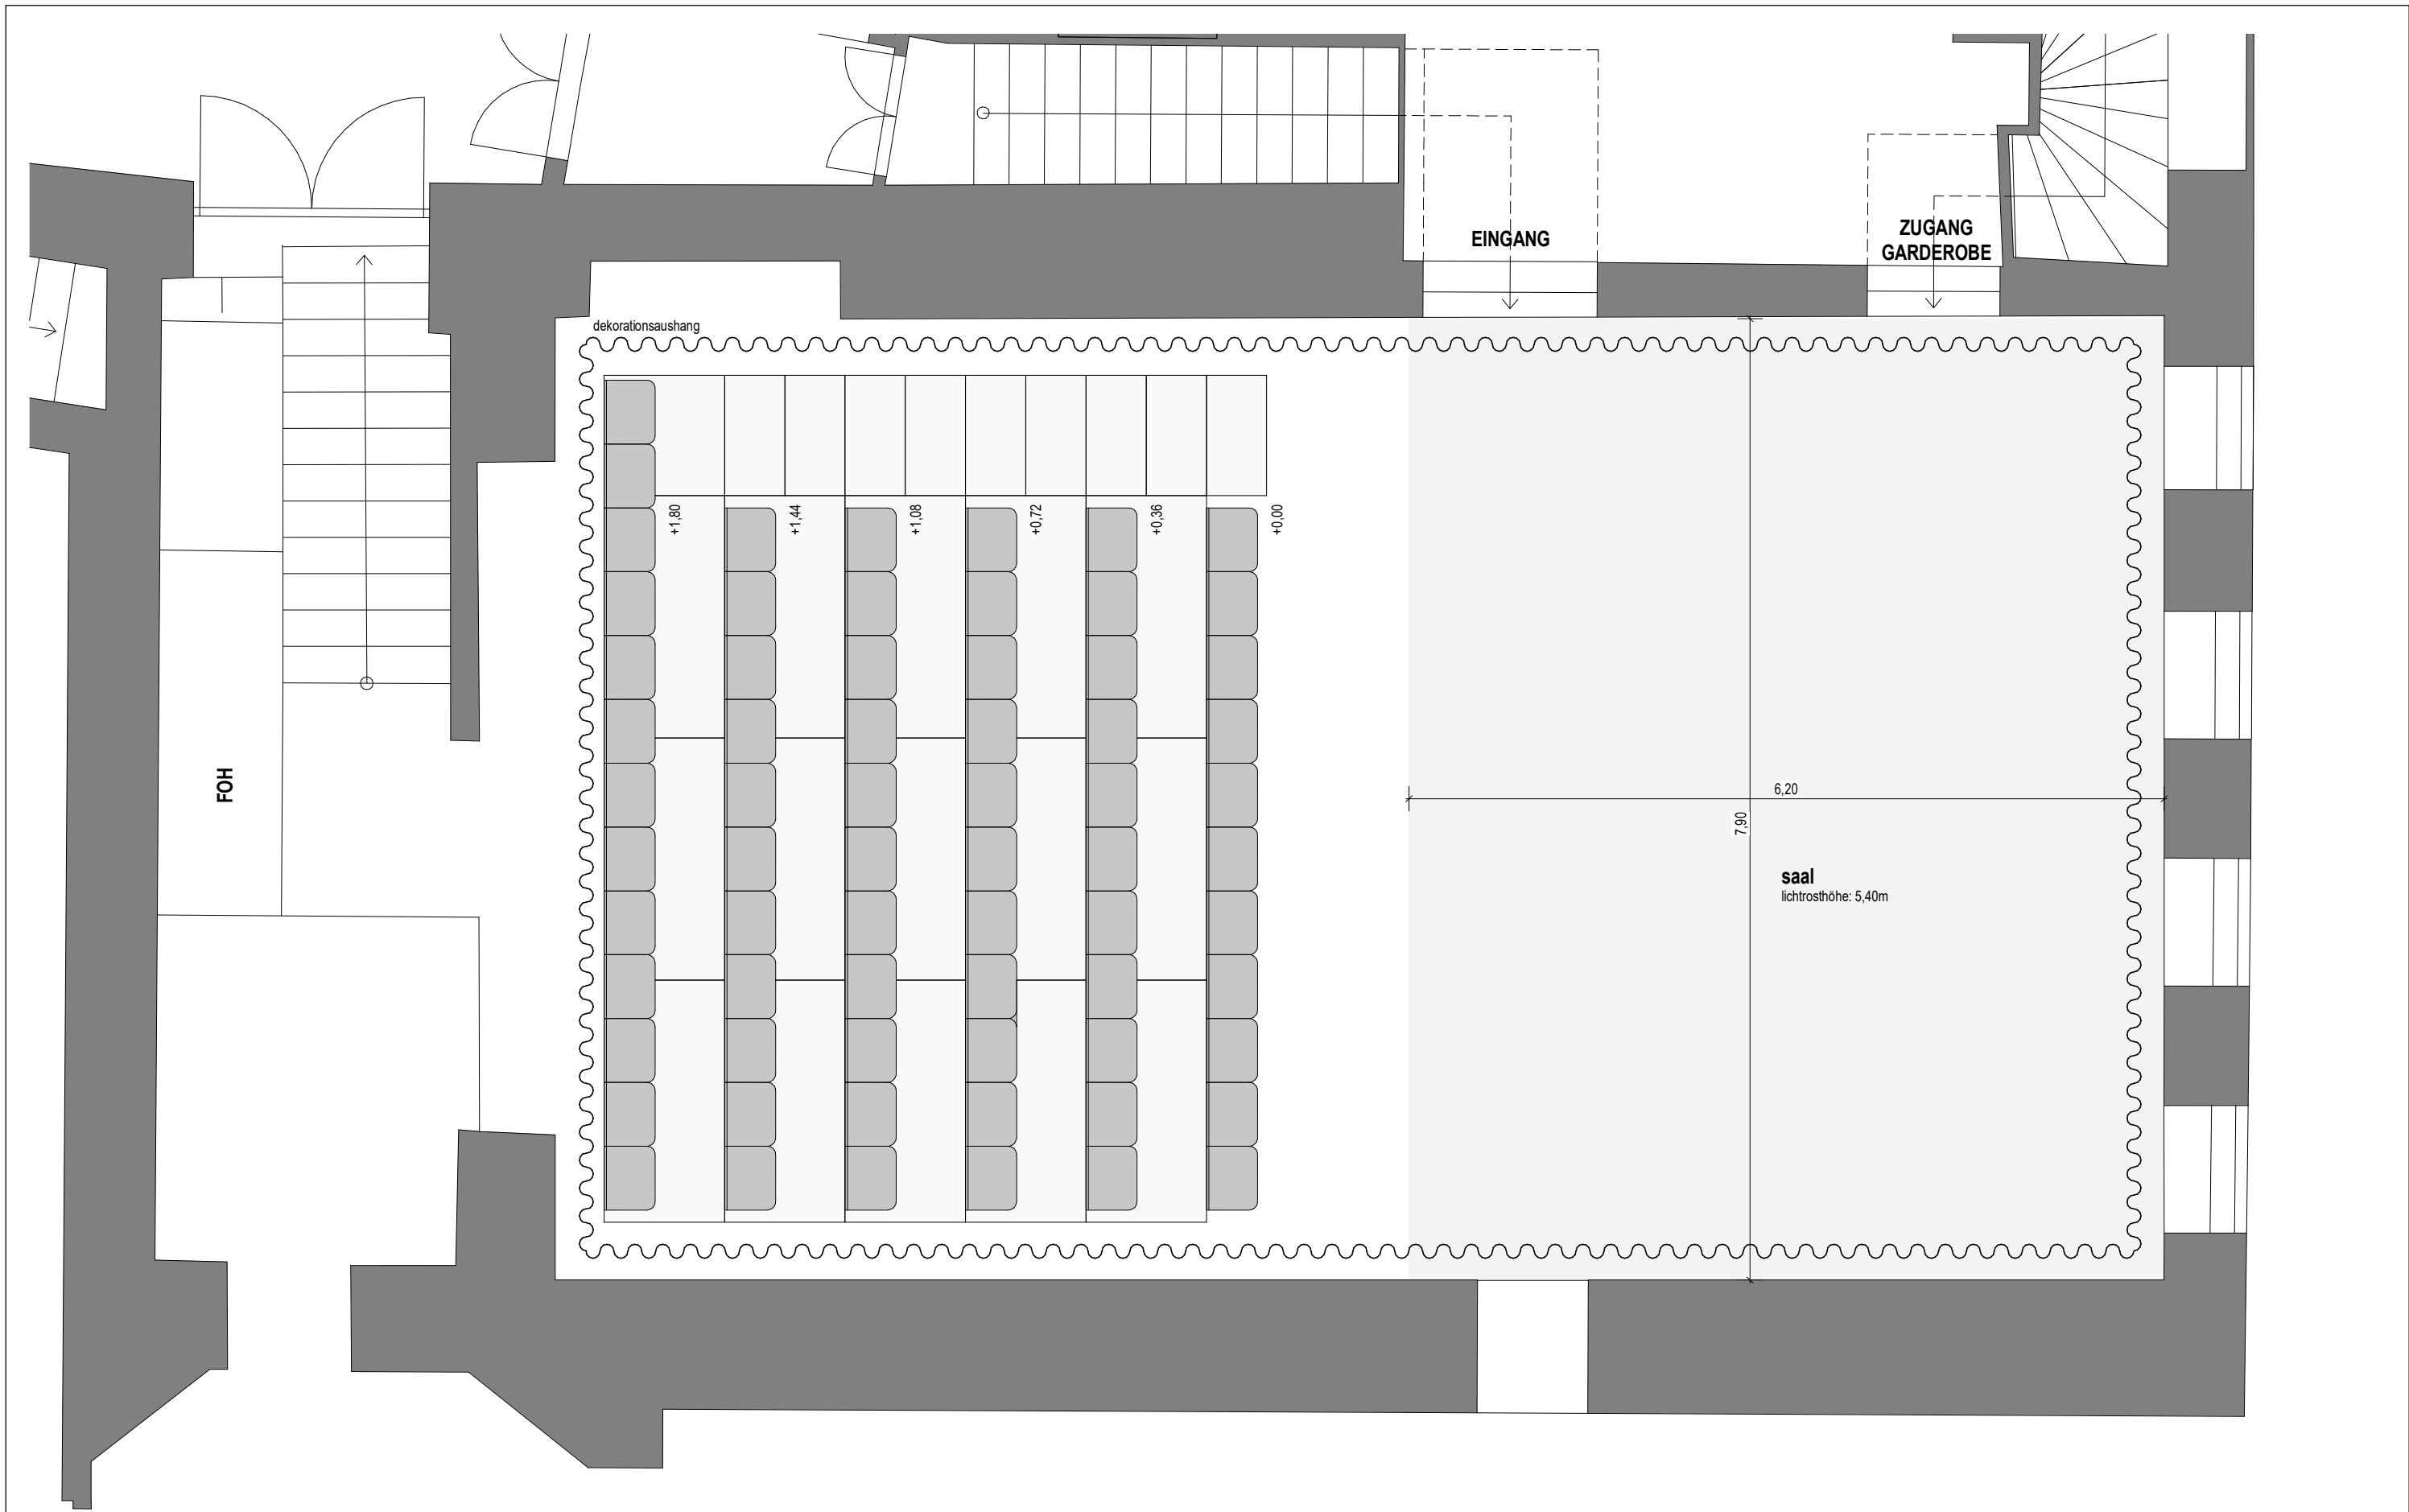 EINGANG
ZUGANG
GARDEROBE
dekorationsaushang
+1,80
+1,44
+1,08
+0,72
+0,36
+0,00
FOH
6,20
7,90
saal
lichtrosthöhe: 5,40m